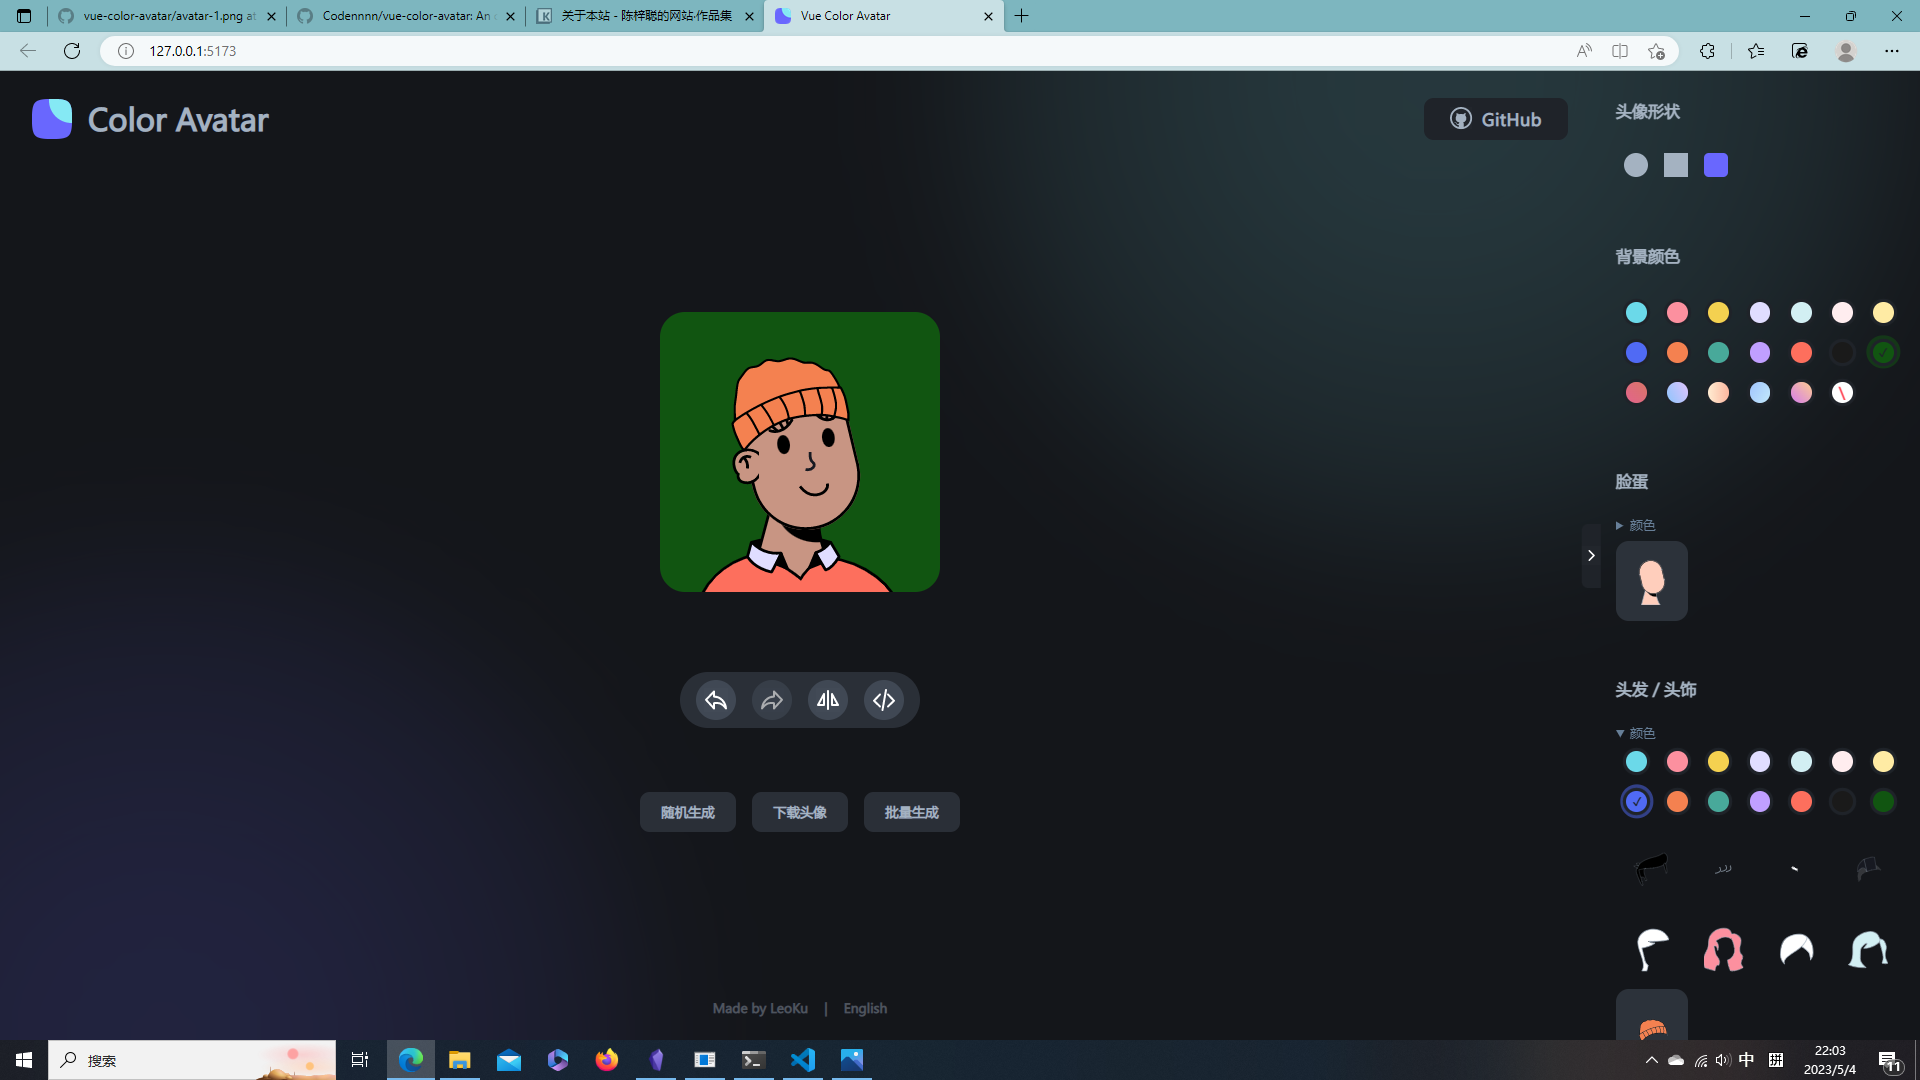 vue-color-avatar/avatar-1.png at
Codennnn/vue-color-avatar: An
关于本站 - 陈梓聪的网站·作品集
Vue Color Avatar
127.0.0.1:5173
Color Avatar
GitHub
头像形状
背景颜色
脸蛋
颜色
头发 / 头饰
颜色
随机生成
下载头像
批量生成
Made by LeoKu | English
搜索
中
拼
22:03
2023/5/4
11